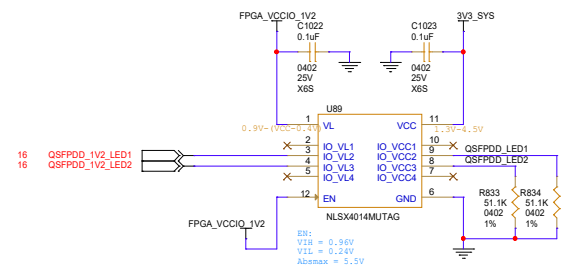 FPGA_VCCIO_1V2
C1022
0.1uF
0402
25V
X6S
C1023
0.1uF
0402
25V
X6S
3V3_SYS
U89
1
VL
VCC
11
0.9V-(VCC-0.4V)
1.3V-4.5V
2
IO_VL1
IO_VCC1
10
16 QSFPDD_1V2_LED1
3
IO_VL2
IO_VCC2
9
QSFPDD_LED1
16 QSFPDD_1V2_LED2
4
IO_VL3
IO_VCC3
8
QSFPDD_LED2
5
IO_VL4
IO_VCC4
7
12
EN
GND
6
NLSX4014MUTAG
R833
51.1K
0402
1%
R834
51.1K
0402
1%
FPGA_VCCIO_1V2
EN:
VIH = 0.96V
VIL = 0.24V
Absmax = 5.5V